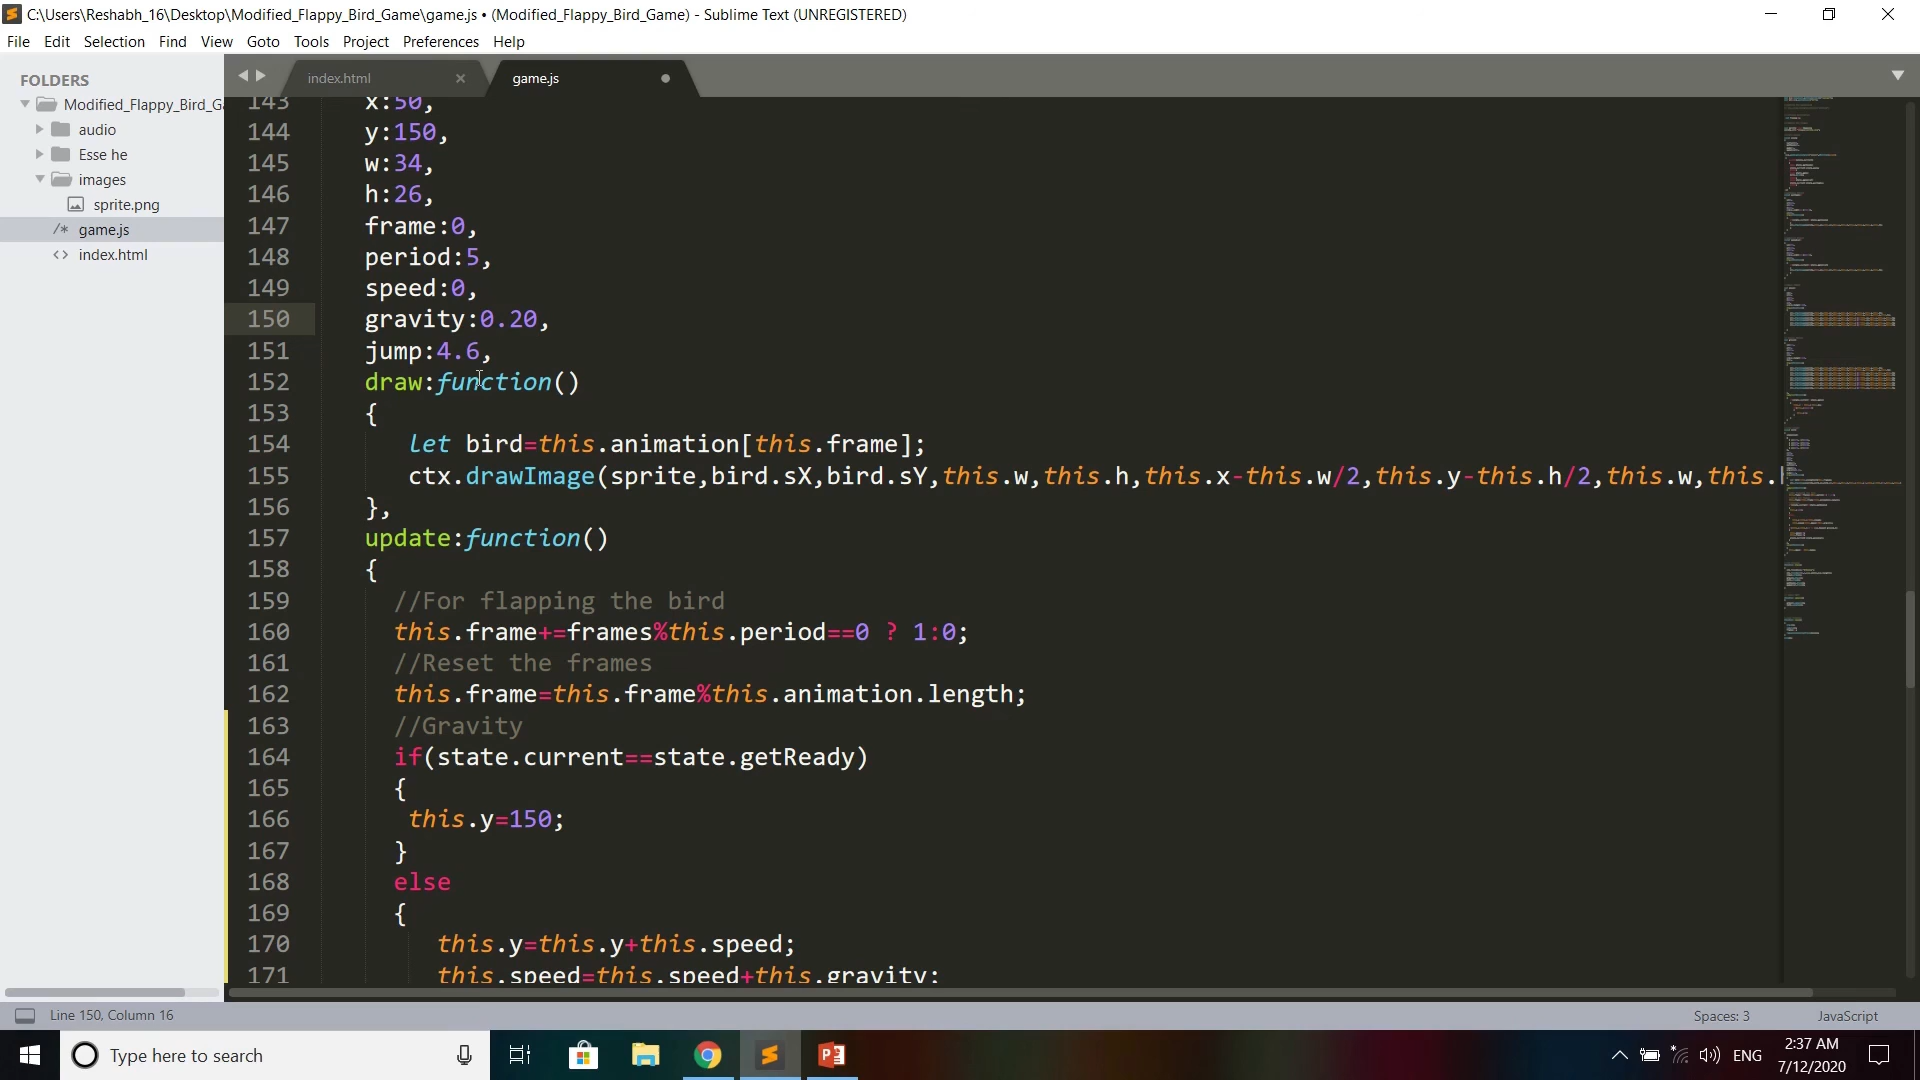 C:\Users\Reshabh_16\Desktop\Modified_Flappy_Bird_Game\game.js • (Modified_Flappy_Bird_Game) - Sublime Text (UNREGISTERED)
File Edit Selection Find View Goto Tools Project Preferences Help
FOLDERS
Modified_Flappy_Bird_G
audio
Esse he
images
sprite.png
game.js
index.html
index.html
game.js
143 x:50,
144 y:150,
145 w:34,
146 h:26,
147 frame:0,
148 period:5,
149 speed:0,
150 gravity:0.20,
151 jump:4.6,
152 draw:function()
153 {
154 let bird=this.animation[this.frame];
155 ctx.drawImage(sprite,bird.sX,bird.sY,this.w,this.h,this.x-this.w/2,this.y-this.h/2,this.w,this.
156 },
157 update:function()
158 {
159 //For flapping the bird
160 this.frame+=frames%this.period==0 ? 1:0;
161 //Reset the frames
162 this.frame=this.frame%this.animation.length;
163 //Gravity
164 if(state.current==state.getReady)
165 {
166 this.y=150;
167 }
168 else
169 {
170 this.y=this.y+this.speed;
171 this.speed=this.speed+this.gravity;
Line 150, Column 16
Spaces: 3
JavaScript
Type here to search
ENG
2:37 AM
7/12/2020